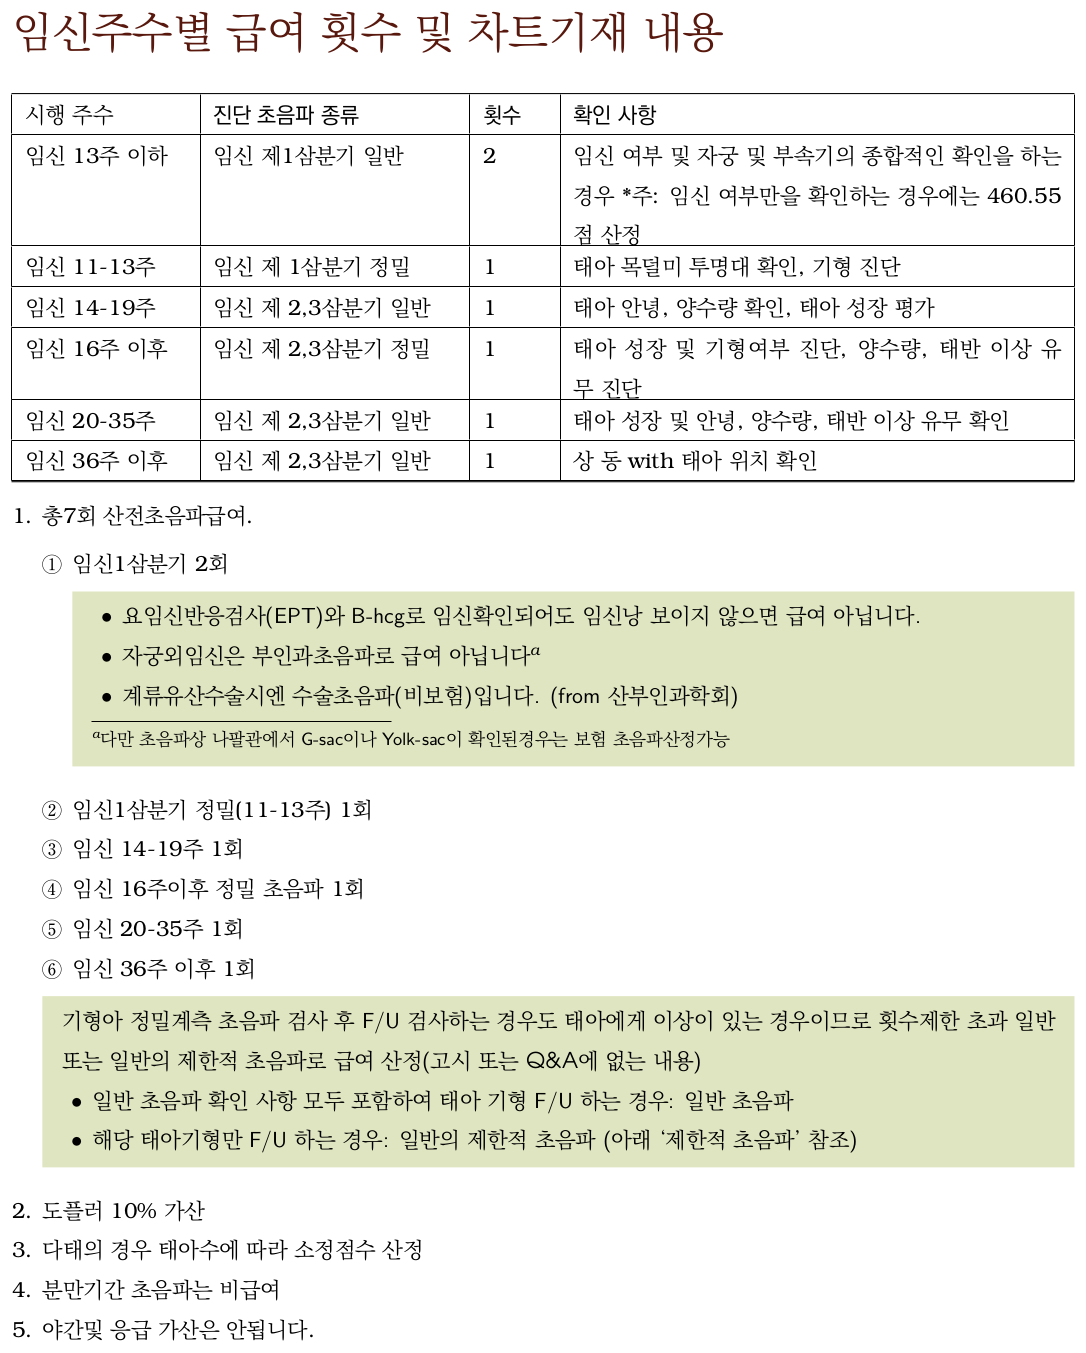 임신주수별 급여 횟수 및 차트기재 내용
시행 주수 진단 초음파 종류 횟수 확인 사항
임신 13주 이하 임신 제1삼분기 일반 2 임신 여부 및 자궁 및 부속기의 종합적인 확인을 하는
경우 *주: 임신 여부만을 확인하는 경우에는 460.55
점 산정
임신 11-13주 임신 제 1삼분기 정밀 1 태아 목덜미 투명대 확인, 기형 진단
임신 14-19주 임신 제 2,3삼분기 일반 1 태아 안녕, 양수량 확인, 태아 성장 평가
임신 16주 이후 임신 제 2,3삼분기 정밀 1 태아 성장 및 기형여부 진단, 양수량, 태반 이상 유
무 진단
임신 20-35주 임신 제 2,3삼분기 일반 1 태아 성장 및 안녕, 양수량, 태반 이상 유무 확인
임신 36주 이후 임신 제 2,3삼분기 일반 1 상 동 with 태아 위치 확인
1. 총7회 산전초음파급여.
① 임신1삼분기 2회
• 요임신반응검사(EPT)와 B-hcg로 임신확인되어도 임신낭 보이지 않으면 급여 아닙니다.
• 자궁외임신은 부인과초음파로 급여 아닙니다a
• 계류유산수술시엔 수술초음파(비보험)입니다. (from 산부인과학회)
a다만 초음파상 나팔관에서 G-sac이나 Yolk-sac이 확인된경우는 보험 초음파산정가능
② 임신1삼분기 정밀(11-13주) 1회
③ 임신 14-19주 1회
④ 임신 16주이후 정밀 초음파 1회
⑤ 임신 20-35주 1회
⑥ 임신 36주 이후 1회
기형아 정밀계측 초음파 검사 후 F/U 검사하는 경우도 태아에게 이상이 있는 경우이므로 횟수제한 초과 일반
또는 일반의 제한적 초음파로 급여 산정(고시 또는 Q&A에 없는 내용)
• 일반 초음파 확인 사항 모두 포함하여 태아 기형 F/U 하는 경우: 일반 초음파
• 해당 태아기형만 F/U 하는 경우: 일반의 제한적 초음파 (아래 ‘제한적 초음파’ 참조)
2. 도플러 10% 가산
3. 다태의 경우 태아수에 따라 소정점수 산정
4. 분만기간 초음파는 비급여
5. 야간및 응급 가산은 안됩니다.